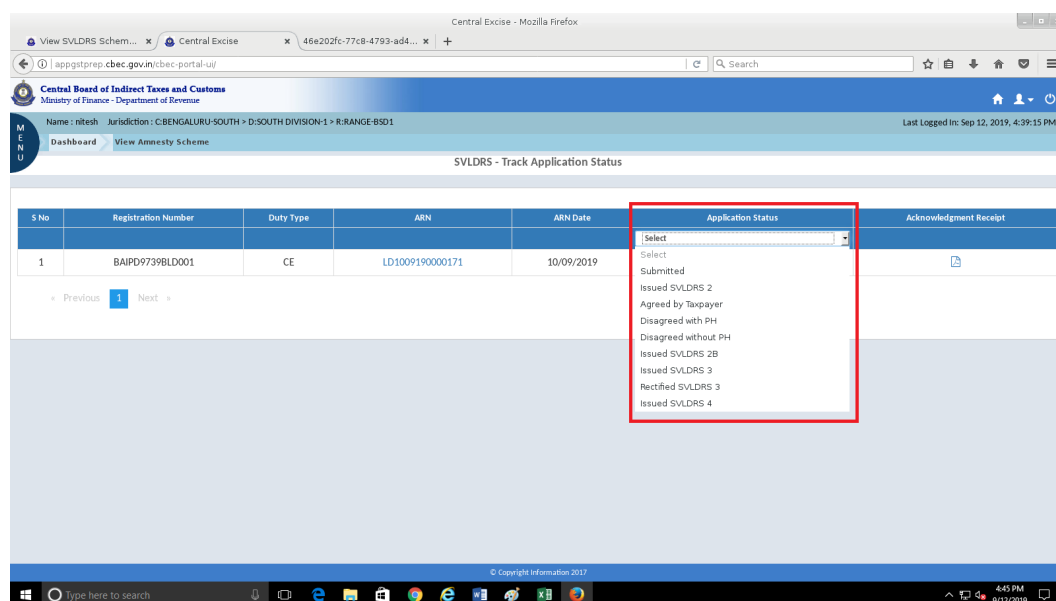 Central Excise - Mozilla Firefox
View SVLDRS Schem... × Central Excise × 46e202fc-77c8-4793-ad4... × +
appgstprep.cbec.gov.in/cbec-portal-ui/ Search
Central Board of Indirect Taxes and Customs
Ministry of Finance - Department of Revenue
MENU
Name : nitesh Jurisdiction : C:BENGALURU-SOUTH > D:SOUTH DIVISION-1 > R:RANGE-BSD1 Last Logged In: Sep 12, 2019, 4:39:15 PM
Dashboard View Amnesty Scheme
SVLDRS - Track Application Status
S No Registration Number Duty Type ARN ARN Date Application Status Acknowledgment Receipt
Select
1 BAIPD9739BLD001 CE LD1009190000171 10/09/2019
Select
Submitted
Issued SVLDRS 2
Agreed by Taxpayer
Disagreed with PH
Disagreed without PH
Issued SVLDRS 2B
Issued SVLDRS 3
Rectified SVLDRS 3
Issued SVLDRS 4
« Previous 1 Next »
© Copyright Information 2017
Type here to search 4:45 PM
9/12/2019